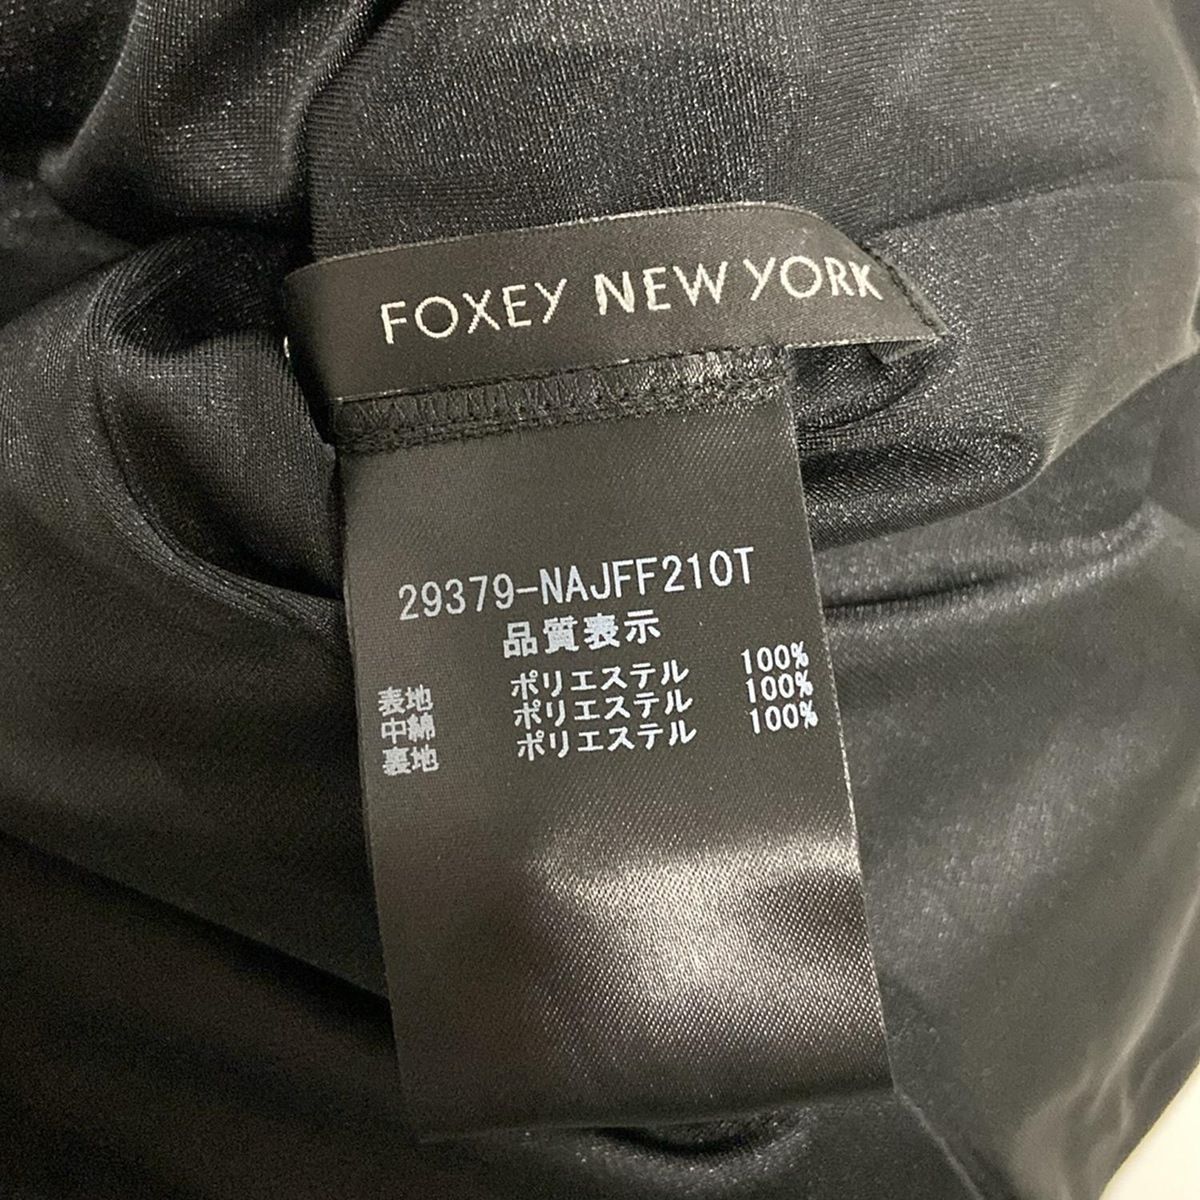 FOXEY NEW YORK
29379-NAJFF210T
品質表示
表地 ポリエステル 100%
中綿 ポリエステル 100%
裏地 ポリエステル 100%